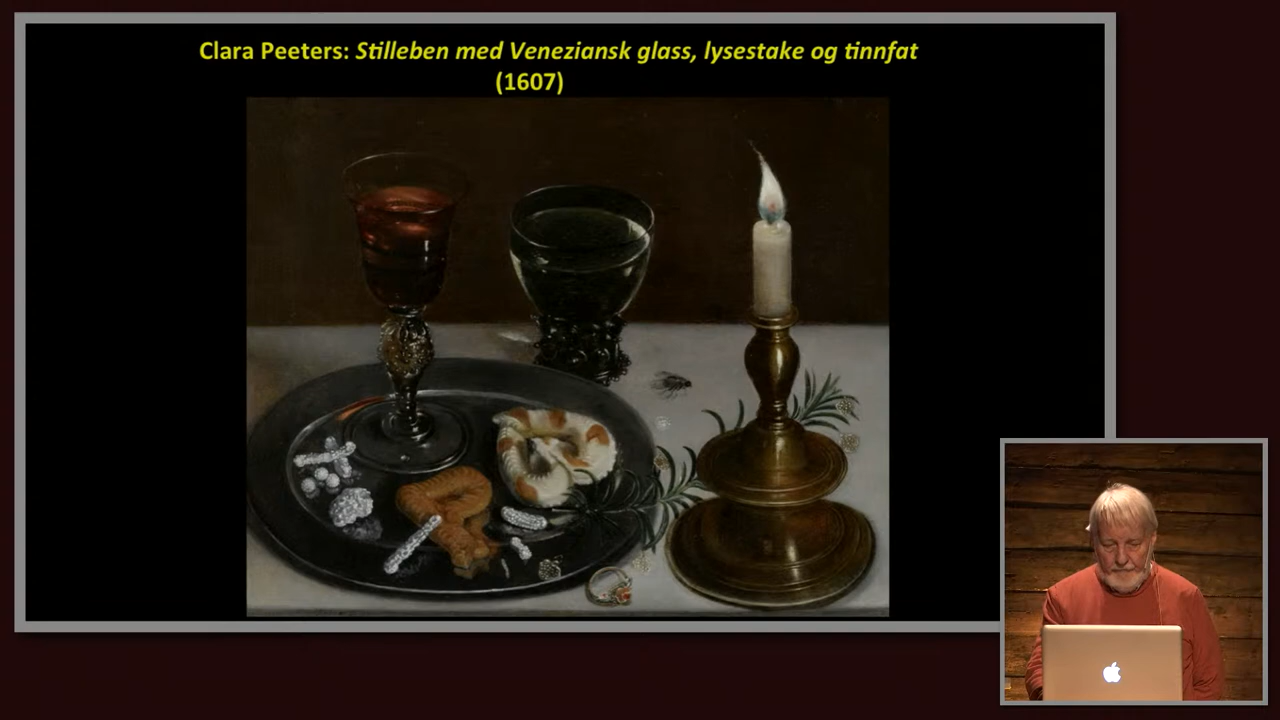 Clara Peeters: Stilleben med Veneziansk glass, lysestake og tinnfat
(1607)